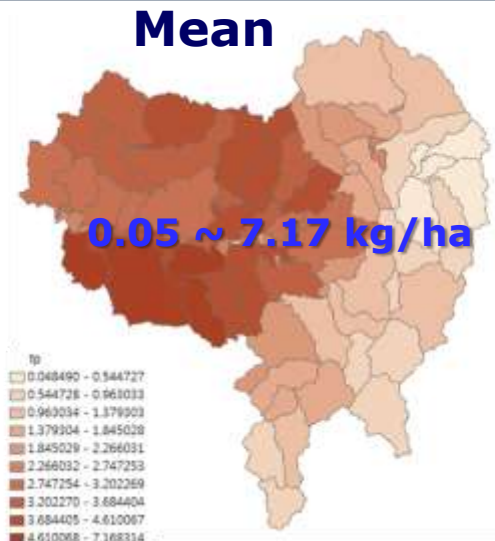 Mean
0.05 ~ 7.17 kg/ha
tp
0.048490 - 0.544727
0.544728 - 0.963033
0.963034 - 1.379303
1.379304 - 1.845028
1.845029 - 2.266031
2.266032 - 2.747253
2.747254 - 3.202269
3.202270 - 3.684404
3.684405 - 4.610067
4.610068 - 7.168314